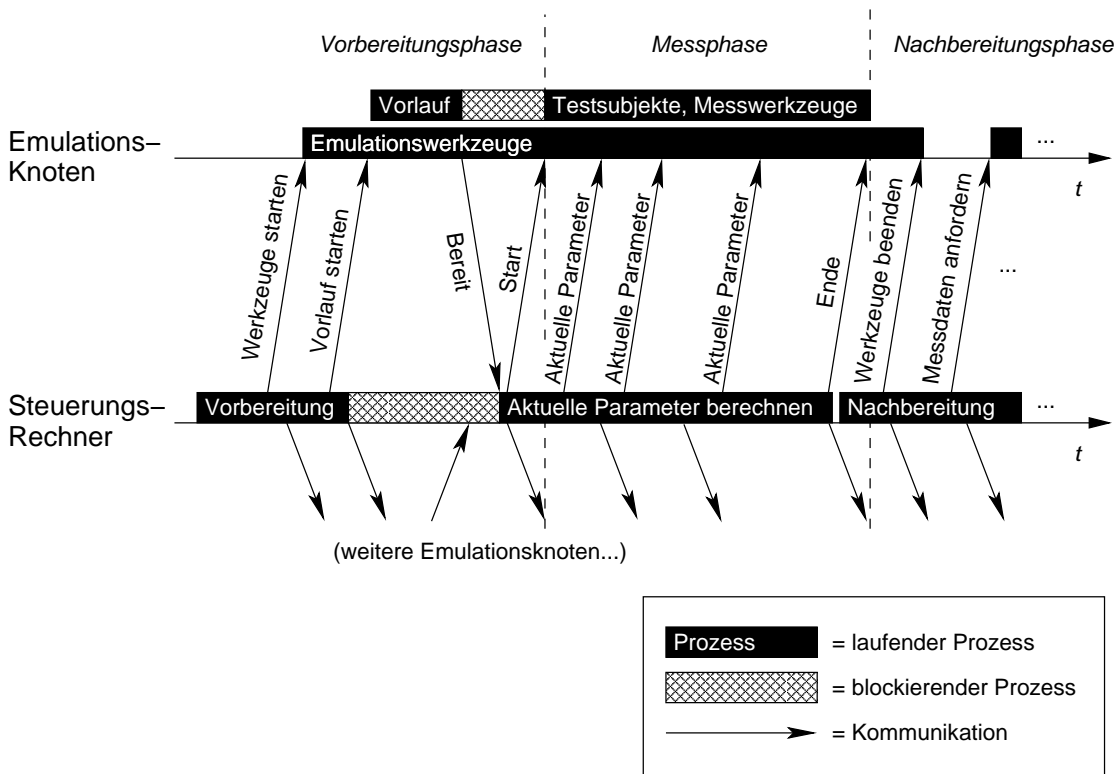 Vorbereitungsphase
Messphase
Nachbereitungsphase
Vorlauf
Testsubjekte, Messwerkzeuge
Emulations–
Knoten
Emulationswerkzeuge
...
t
Werkzeuge starten
Vorlauf starten
Bereit
Start
Aktuelle Parameter
Aktuelle Parameter
Aktuelle Parameter
Ende
Werkzeuge beenden
Messdaten anfordern
...
Steuerungs–
Rechner
Vorbereitung
Aktuelle Parameter berechnen
Nachbereitung
...
t
(weitere Emulationsknoten...)
Prozess
= laufender Prozess
= blockierender Prozess
= Kommunikation